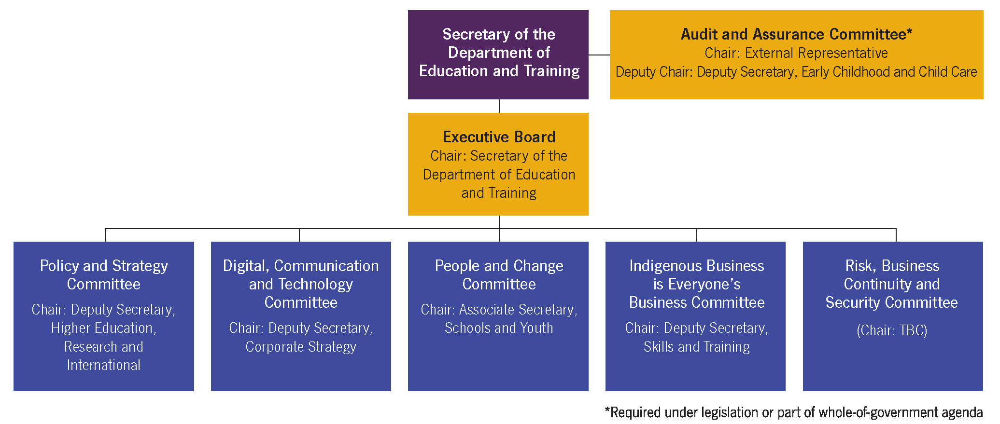 Secretary of the
Department of
Education and Training
Audit and Assurance Committee*
Chair: External Representative
Deputy Chair: Deputy Secretary, Early Childhood and Child Care
Executive Board
Chair: Secretary of the
Department of Education
and Training
Policy and Strategy
Committee
Chair: Deputy Secretary,
Higher Education,
Research and
International
Digital, Communication
and Technology
Committee
Chair: Deputy Secretary,
Corporate Strategy
People and Change
Committee
Chair: Associate Secretary,
Schools and Youth
Indigenous Business
is Everyone’s
Business Committee
Chair: Deputy Secretary,
Skills and Training
Risk, Business
Continuity and
Security Committee
(Chair: TBC)
*Required under legislation or part of whole-of-government agenda